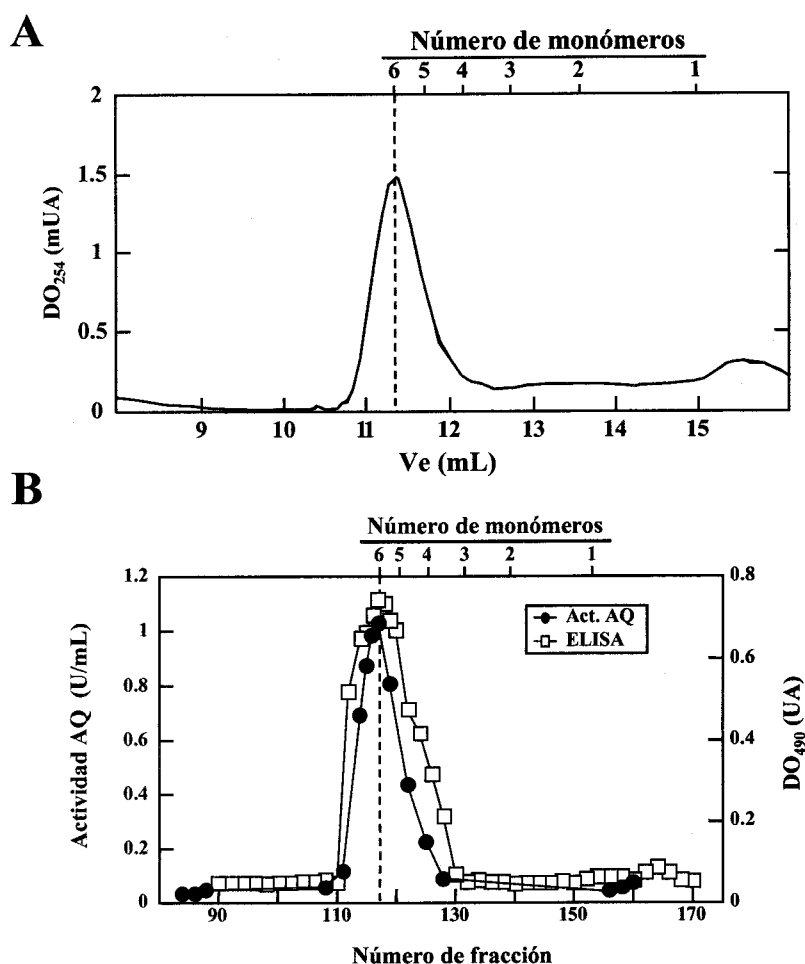 A
Número de monómeros
6 5 4 3 2 1
2
1.5
1
0.5
0
DO254 (mUA)
9 10 11 12 13 14 15
Ve (mL)
B
Número de monómeros
6 5 4 3 2 1
1.2
1
0.8
0.6
0.4
0.2
0
Actividad AQ (U/mL)
Act. AQ
ELISA
0.8
0.6
0.4
0.2
0
DO490 (UA)
90 110 130 150 170
Número de fracción